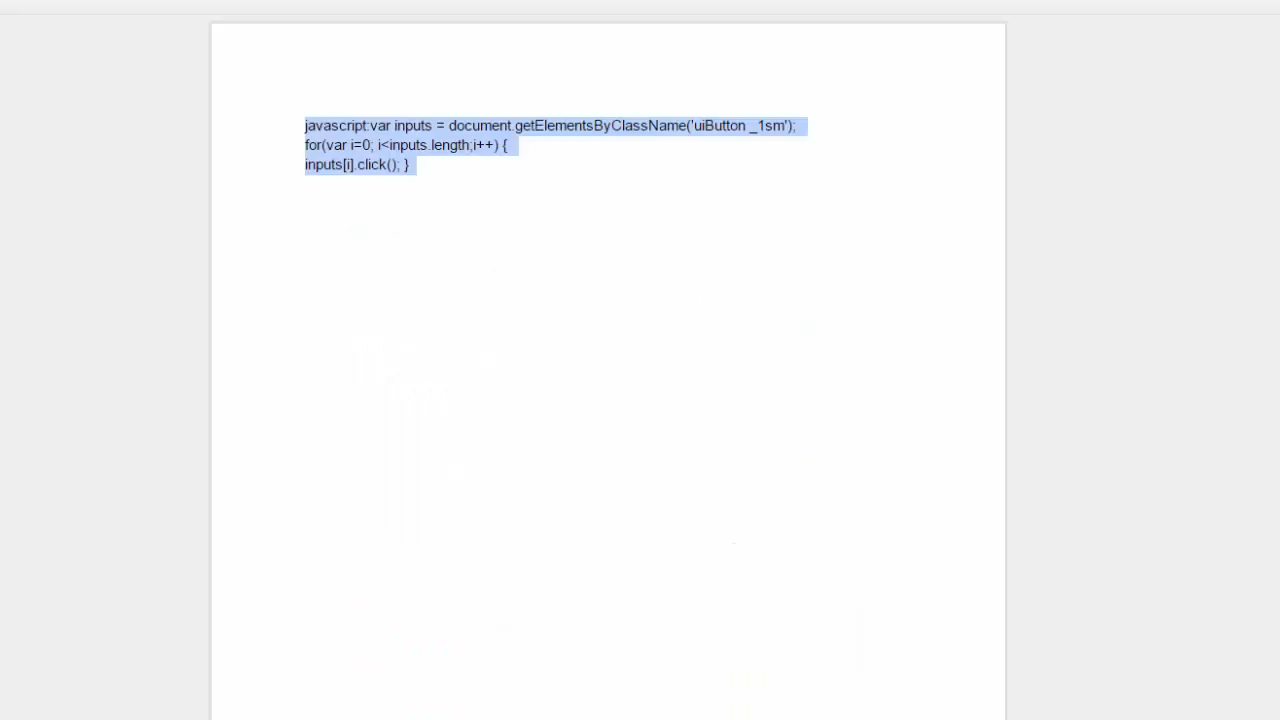 javascript:var inputs = document.getElementsByClassName('uiButton _1sm');
for(var i=0; i<inputs.length;i++) {
inputs[i].click(); }